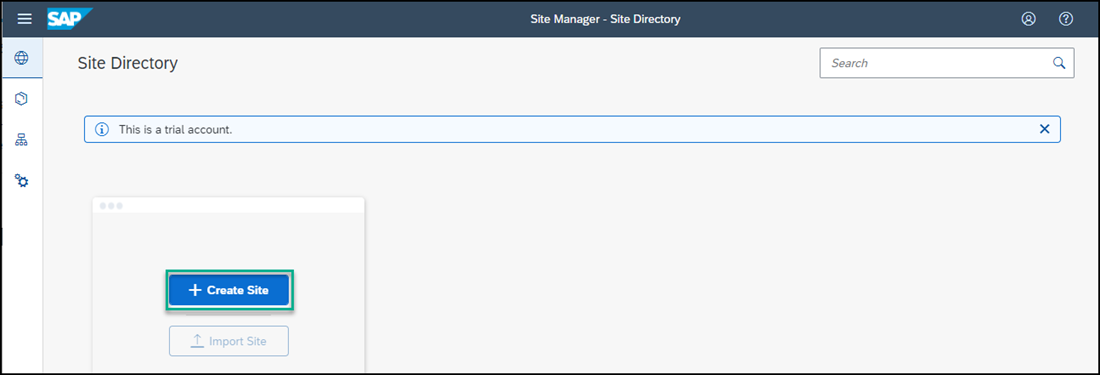 SAP
Site Manager - Site Directory
Site Directory
Search
This is a trial account.
Create Site
Import Site